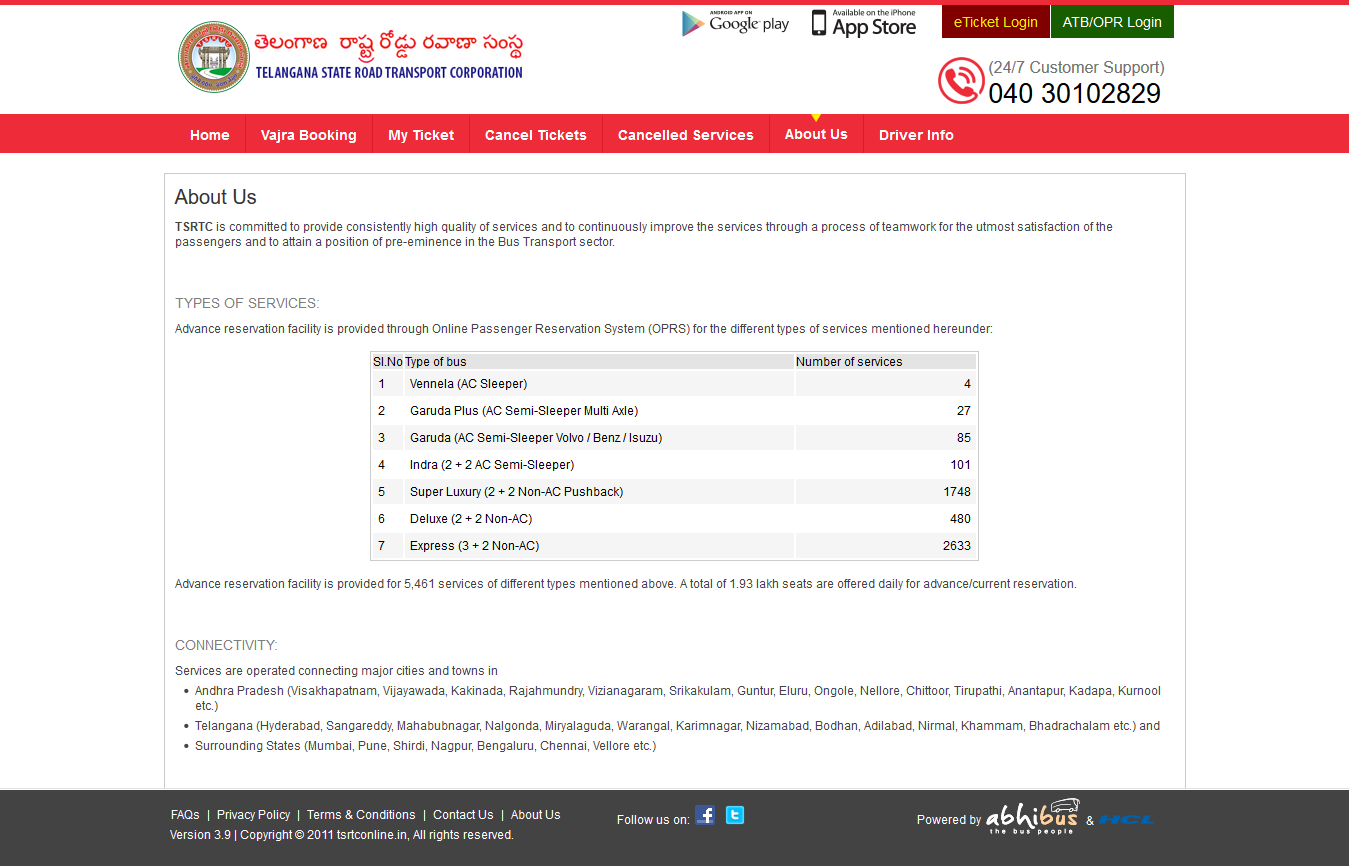 ANDROID APP ON
Google play
Available on the iPhone
App Store
eTicket Login
ATB/OPR Login
తెలంగాణ రాష్ట్ర రోడ్డు రవాణా సంస్థ
TELANGANA STATE ROAD TRANSPORT CORPORATION
(24/7 Customer Support)
040 30102829
Home
Vajra Booking
My Ticket
Cancel Tickets
Cancelled Services
About Us
Driver Info
About Us
TSRTC is committed to provide consistently high quality of services and to continuously improve the services through a process of teamwork for the utmost satisfaction of the
passengers and to attain a position of pre-eminence in the Bus Transport sector.
TYPES OF SERVICES:
Advance reservation facility is provided through Online Passenger Reservation System (OPRS) for the different types of services mentioned hereunder:
Sl.No Type of bus Number of services
1 Vennela (AC Sleeper) 4
2 Garuda Plus (AC Semi-Sleeper Multi Axle) 27
3 Garuda (AC Semi-Sleeper Volvo / Benz / Isuzu) 85
4 Indra (2 + 2 AC Semi-Sleeper) 101
5 Super Luxury (2 + 2 Non-AC Pushback) 1748
6 Deluxe (2 + 2 Non-AC) 480
7 Express (3 + 2 Non-AC) 2633
Advance reservation facility is provided for 5,461 services of different types mentioned above. A total of 1.93 lakh seats are offered daily for advance/current reservation.
CONNECTIVITY:
Services are operated connecting major cities and towns in
• Andhra Pradesh (Visakhapatnam, Vijayawada, Kakinada, Rajahmundry, Vizianagaram, Srikakulam, Guntur, Eluru, Ongole, Nellore, Chittoor, Tirupathi, Anantapur, Kadapa, Kurnool
etc.)
• Telangana (Hyderabad, Sangareddy, Mahabubnagar, Nalgonda, Miryalaguda, Warangal, Karimnagar, Nizamabad, Bodhan, Adilabad, Nirmal, Khammam, Bhadrachalam etc.) and
• Surrounding States (Mumbai, Pune, Shirdi, Nagpur, Bengaluru, Chennai, Vellore etc.)
FAQs | Privacy Policy | Terms & Conditions | Contact Us | About Us
Version 3.9 | Copyright © 2011 tsrtconline.in, All rights reserved.
Follow us on:
Powered by abhibus & HCL
the bus people